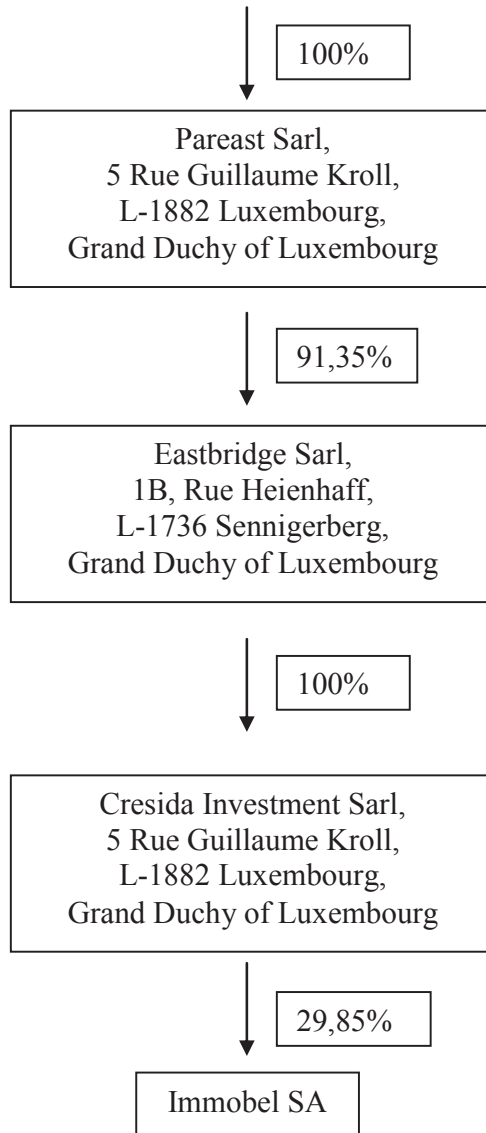 100%
Pareast Sarl,
5 Rue Guillaume Kroll,
L-1882 Luxembourg,
Grand Duchy of Luxembourg
91,35%
Eastbridge Sarl,
1B, Rue Heienhaff,
L-1736 Sennigerberg,
Grand Duchy of Luxembourg
100%
Cresida Investment Sarl,
5 Rue Guillaume Kroll,
L-1882 Luxembourg,
Grand Duchy of Luxembourg
29,85%
Immobel SA